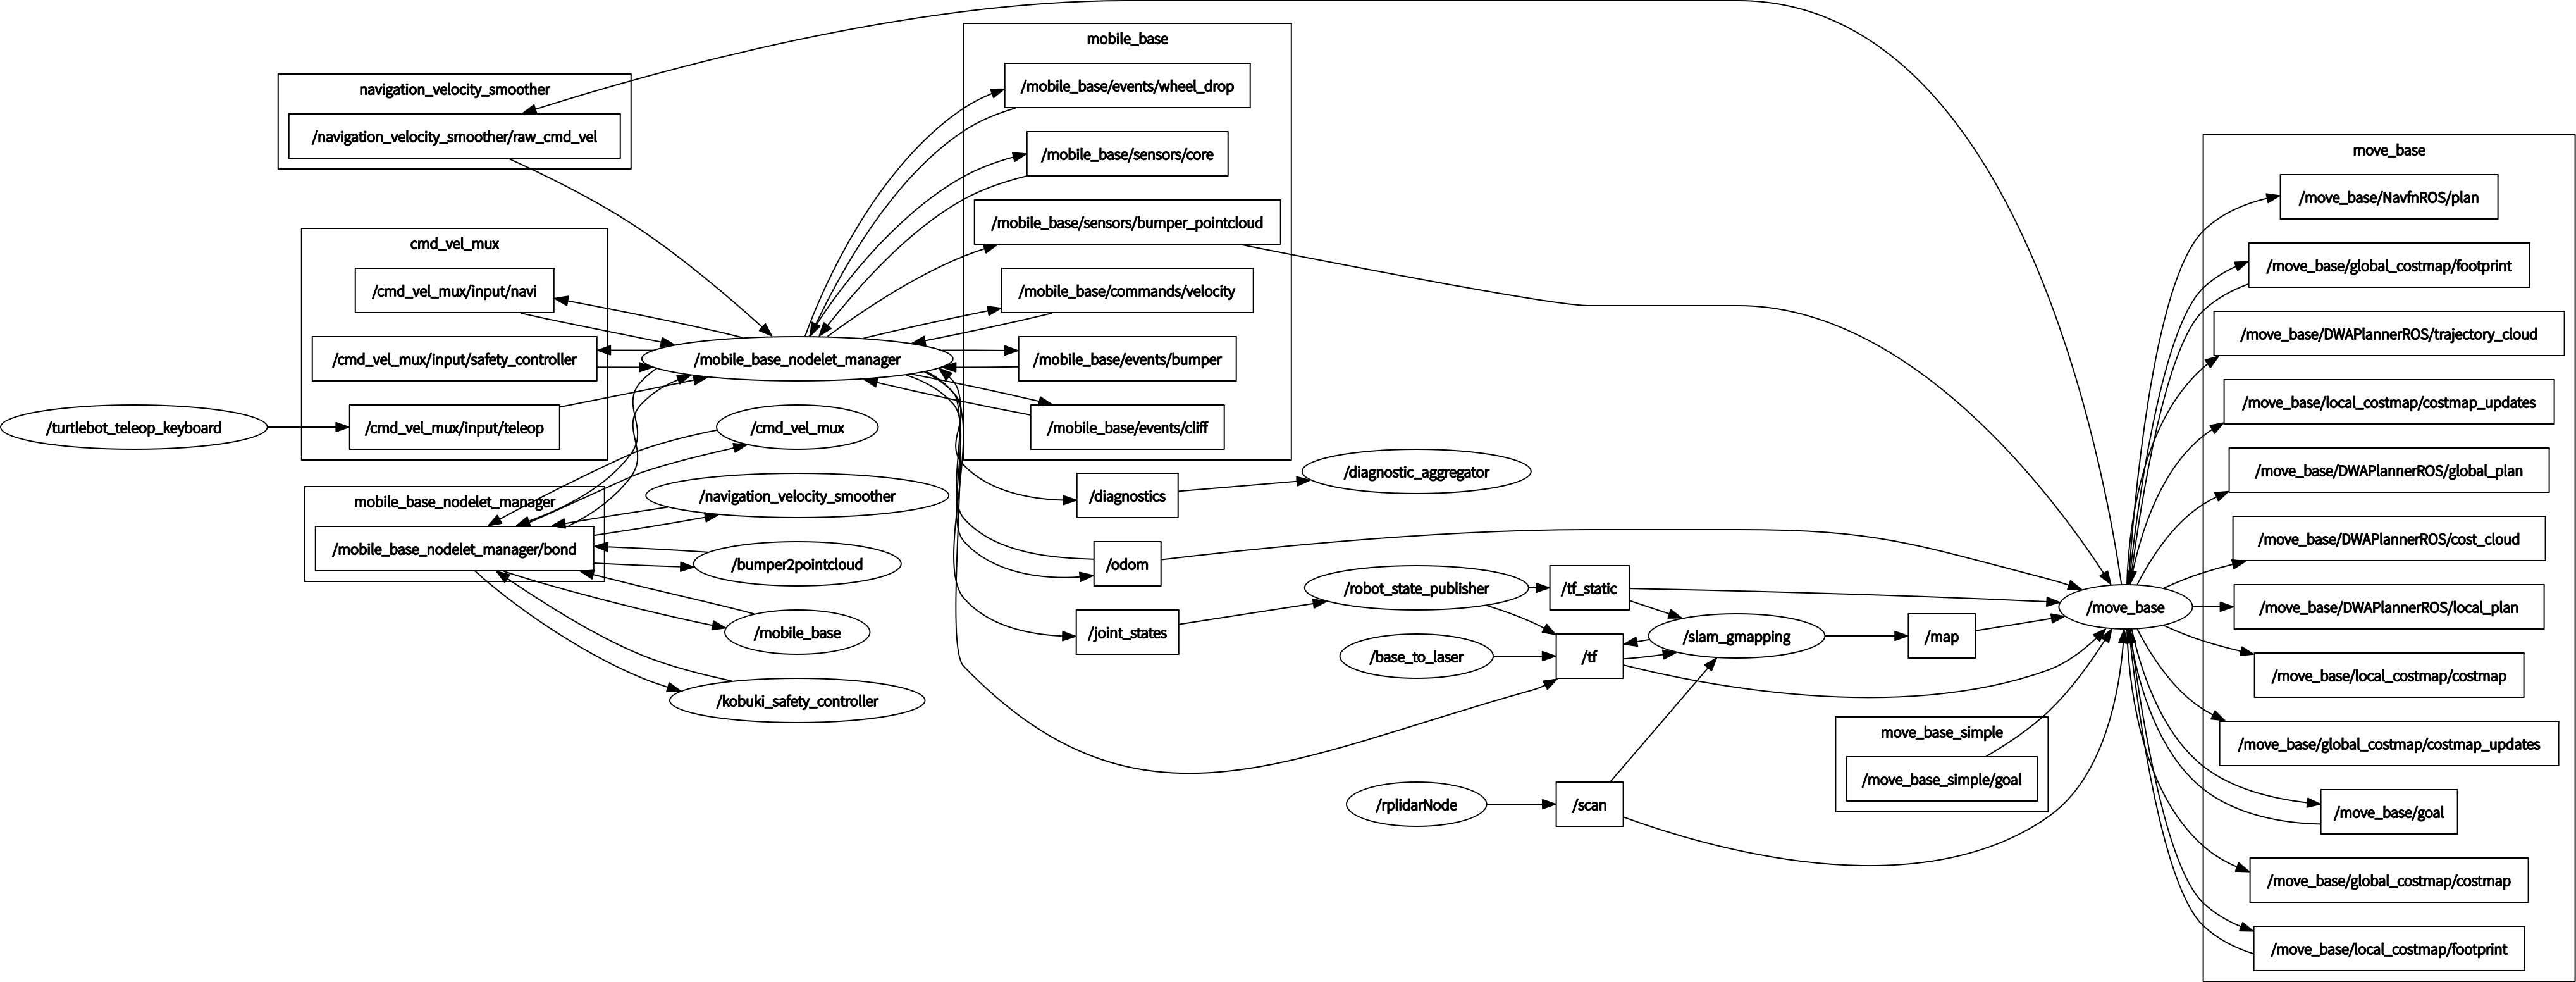 navigation_velocity_smoother
/navigation_velocity_smoother/raw_cmd_vel
cmd_vel_mux
/cmd_vel_mux/input/navi
/cmd_vel_mux/input/safety_controller
/cmd_vel_mux/input/teleop
/turtlebot_teleop_keyboard
mobile_base_nodelet_manager
/mobile_base_nodelet_manager/bond
/mobile_base_nodelet_manager
/cmd_vel_mux
/navigation_velocity_smoother
/bumper2pointcloud
/mobile_base
/kobuki_safety_controller
mobile_base
/mobile_base/events/wheel_drop
/mobile_base/sensors/core
/mobile_base/sensors/bumper_pointcloud
/mobile_base/commands/velocity
/mobile_base/events/bumper
/mobile_base/events/cliff
/diagnostics
/odom
/joint_states
/diagnostic_aggregator
/robot_state_publisher
/base_to_laser
/rplidarNode
/tf_static
/tf
/scan
/slam_gmapping
/map
move_base_simple
/move_base_simple/goal
/move_base
move_base
/move_base/NavfnROS/plan
/move_base/global_costmap/footprint
/move_base/DWAPlannerROS/trajectory_cloud
/move_base/local_costmap/costmap_updates
/move_base/DWAPlannerROS/global_plan
/move_base/DWAPlannerROS/cost_cloud
/move_base/DWAPlannerROS/local_plan
/move_base/local_costmap/costmap
/move_base/global_costmap/costmap_updates
/move_base/goal
/move_base/global_costmap/costmap
/move_base/local_costmap/footprint